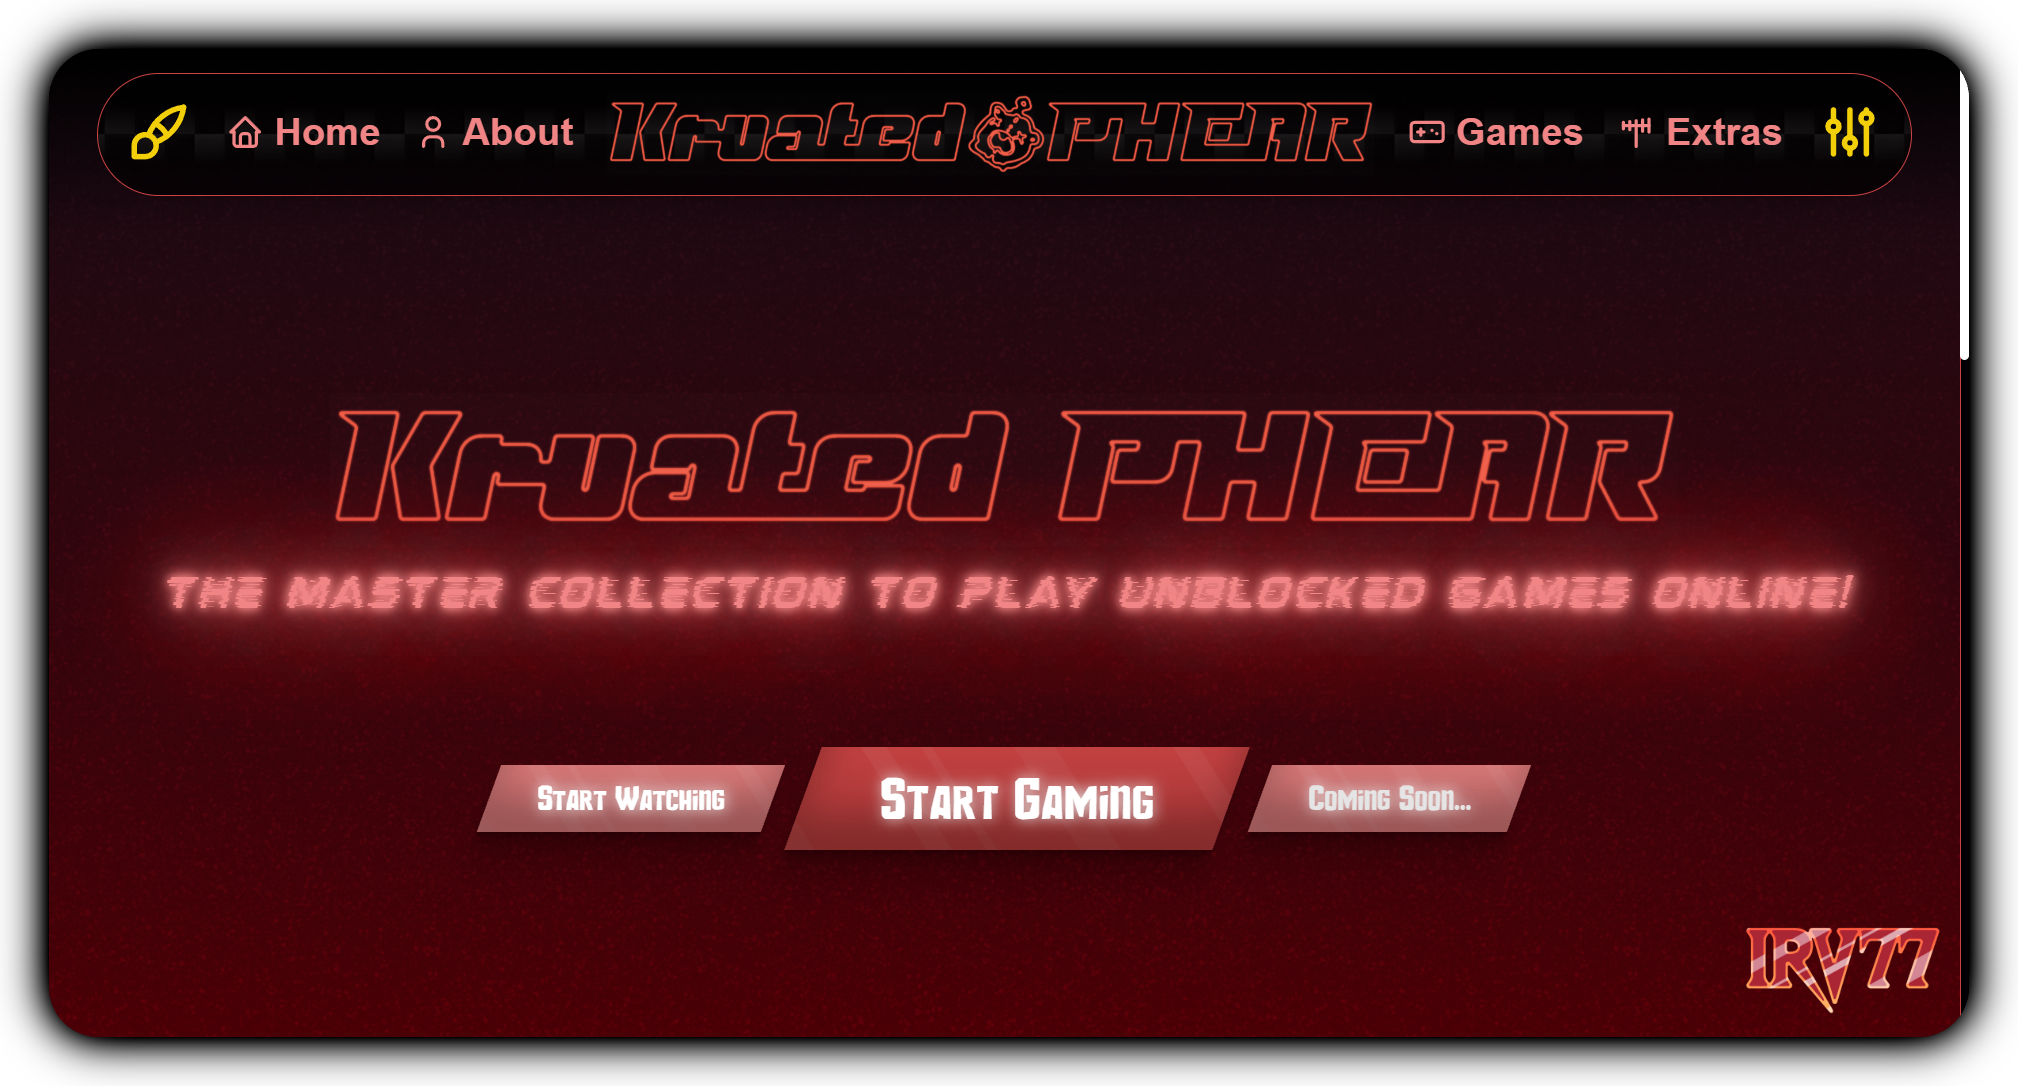 Home About Kruated PHEAR Games Extras
Kruated PHEAR
THE MASTER COLLECTION TO PLAY UNBLOCKED GAMES ONLINE!
Start Watching Start Gaming Coming Soon...
IRV77